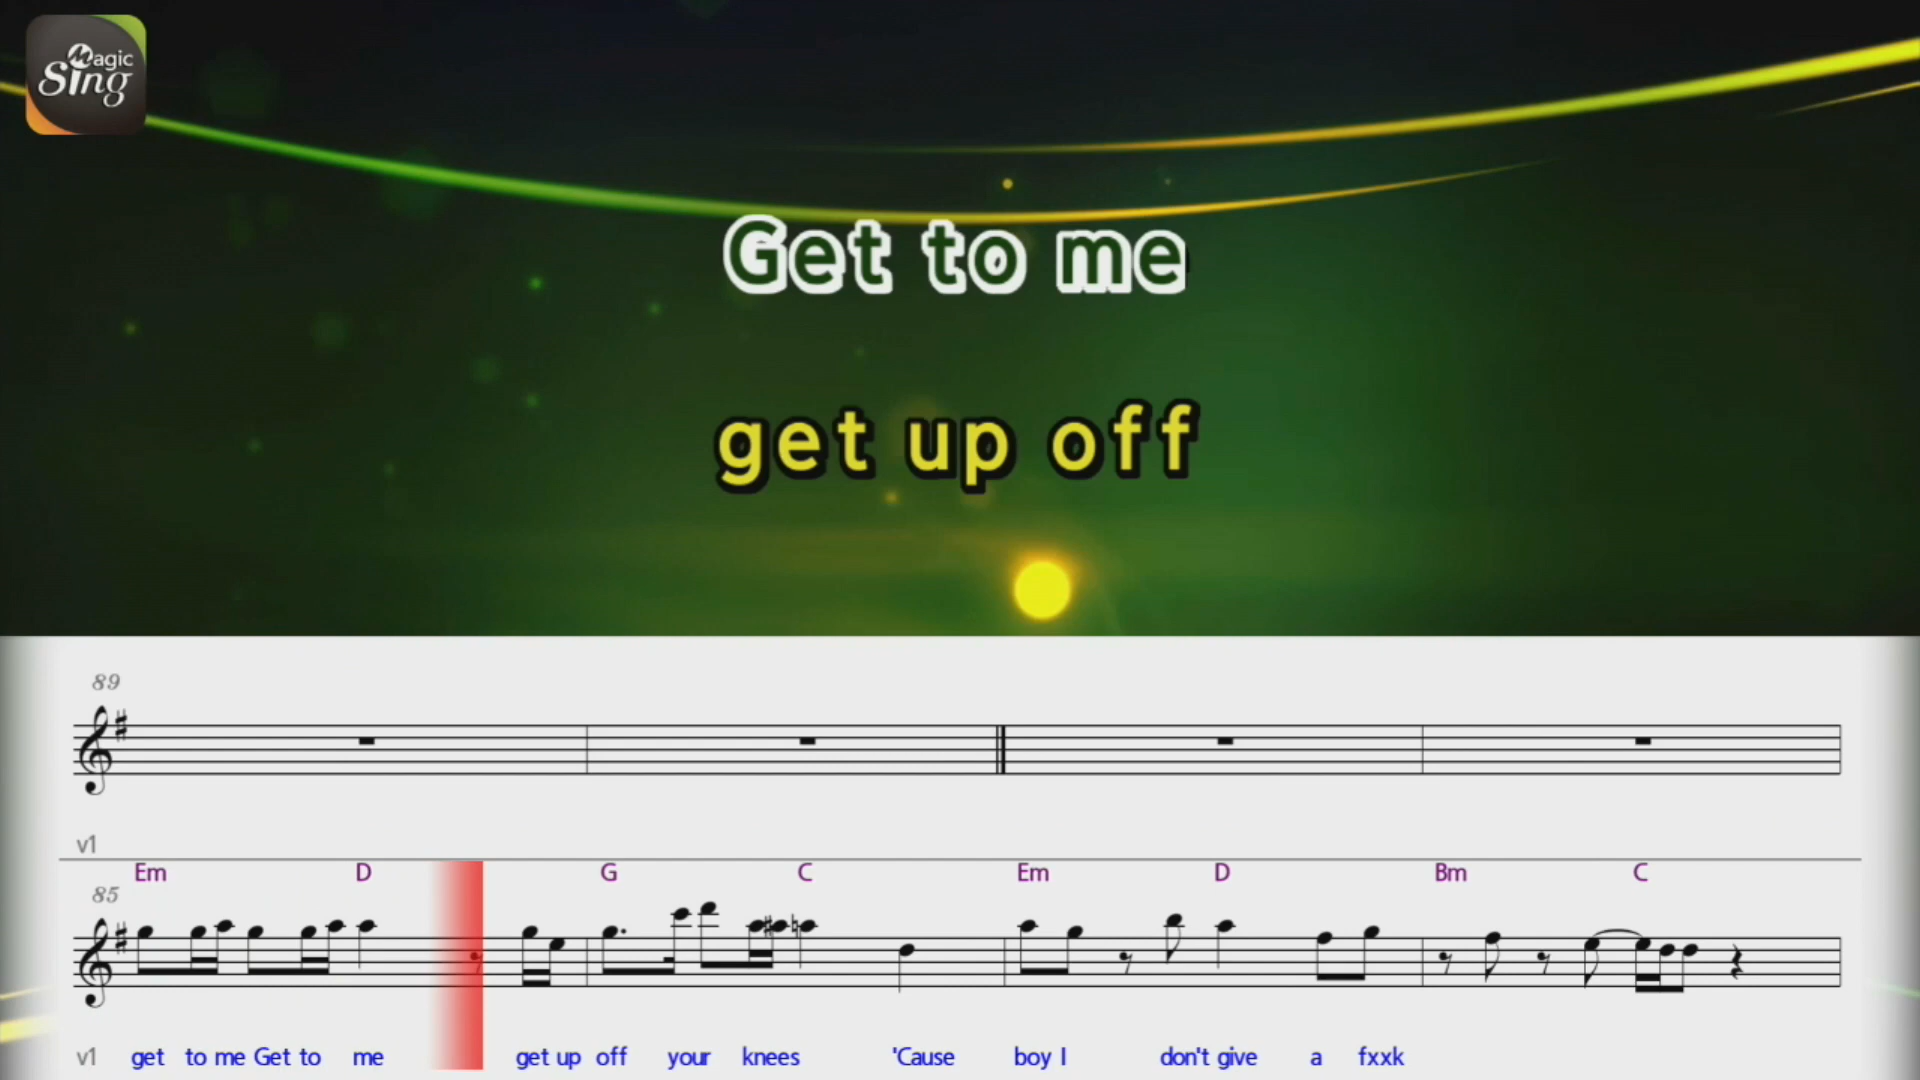 Magic
Sing
Get to me
get up off
89
v1
Em D G C Em D Bm C
85
v1 get to me Get to me get up off your knees 'Cause boy I don't give a fxxk